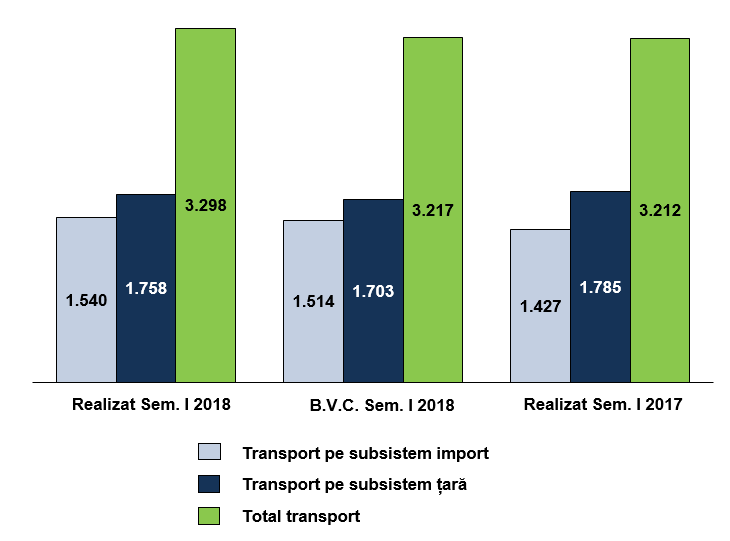 3.298
3.217
3.212
1.540
1.758
1.514
1.703
1.427
1.785
Realizat Sem. I 2018
B.V.C. Sem. I 2018
Realizat Sem. I 2017
Transport pe subsistem import
Transport pe subsistem țară
Total transport